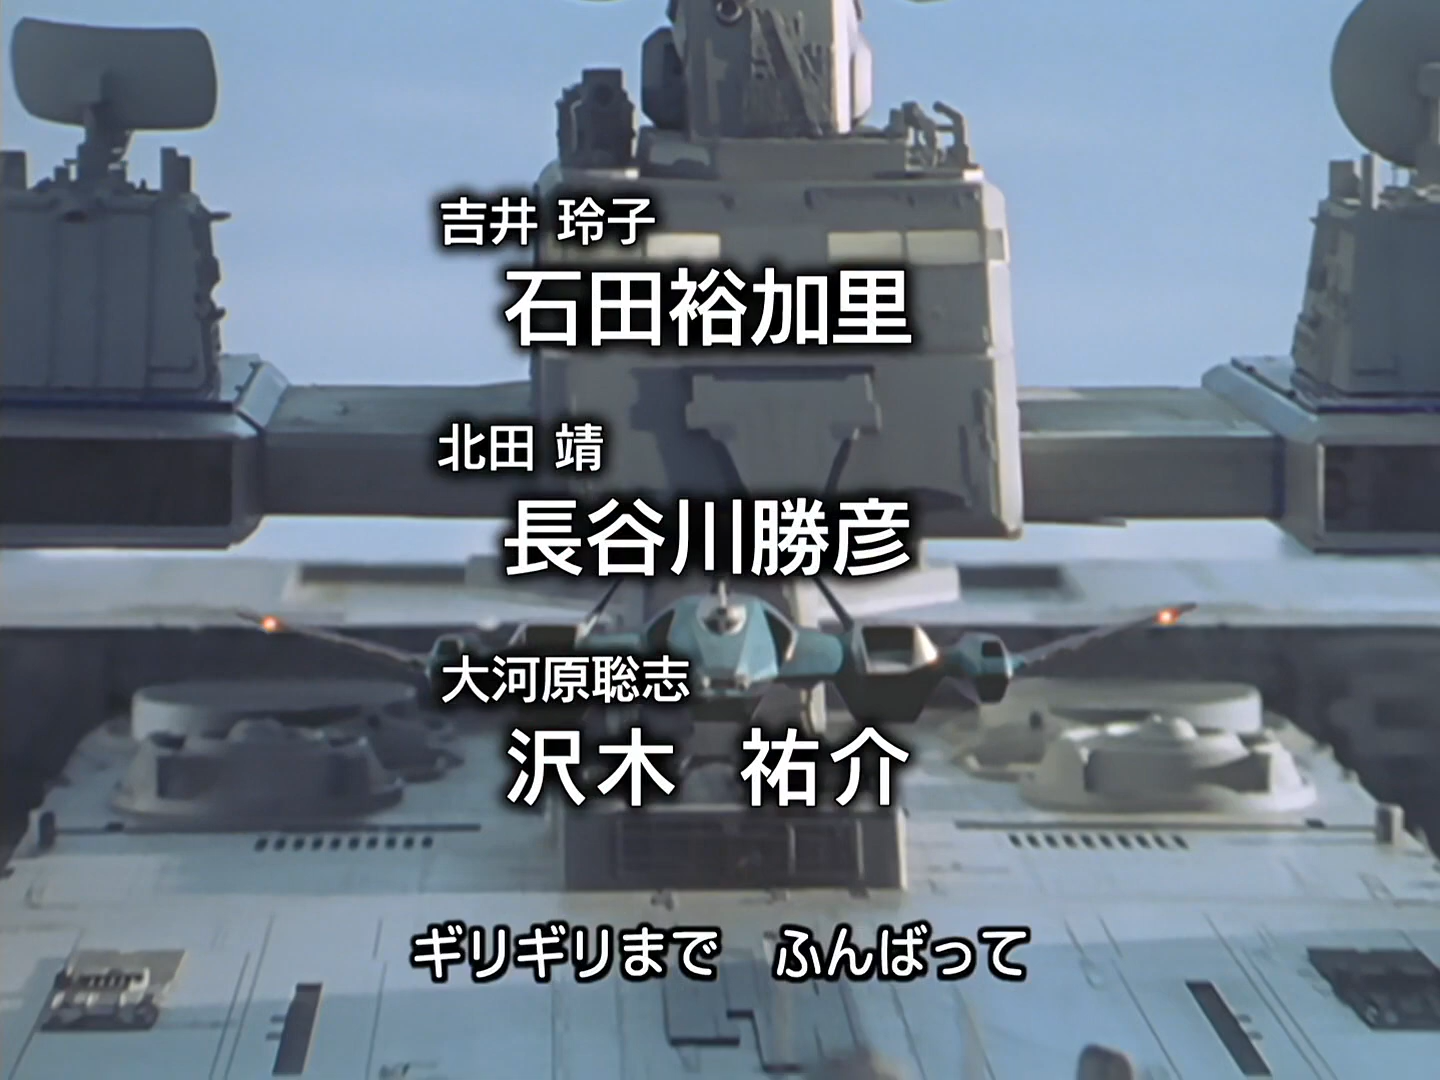 吉井 玲子
石田裕加里
北田 靖
長谷川勝彦
大河原聡志
沢木 祐介
ギリギリまで ふんばって